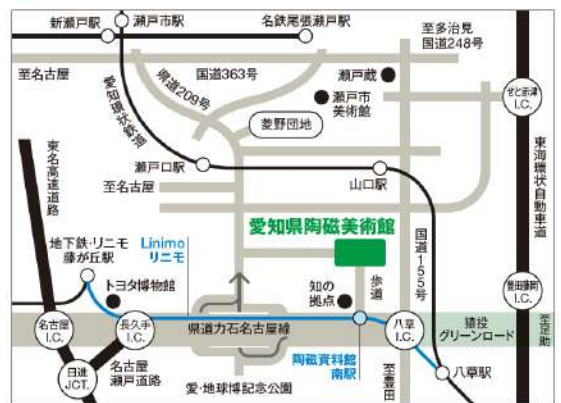 新瀬戸駅
瀬戸市駅
名鉄尾張瀬戸駅
至多治見
国道248号
至名古屋
国道363号
県道209号
瀬戸蔵
瀬戸市
美術館
せと赤津
I.C.
愛知環状鉄道
菱野団地
東名高速道路
瀬戸口駅
山口駅
東海環状自動車道
至名古屋
愛知県陶磁美術館
地下鉄・リニモ
藤が丘駅
Linimo
リニモ
国道155号
トヨタ博物館
知の
拠点
歩道
豊田藤岡
I.C.
名古屋
I.C.
長久手
I.C.
県道力石名古屋線
八草
I.C.
猿投
グリーンロード
至足助
日進
JCT.
名古屋
瀬戸道路
陶磁資料館
南駅
愛・地球博記念公園
至豊田
八草駅